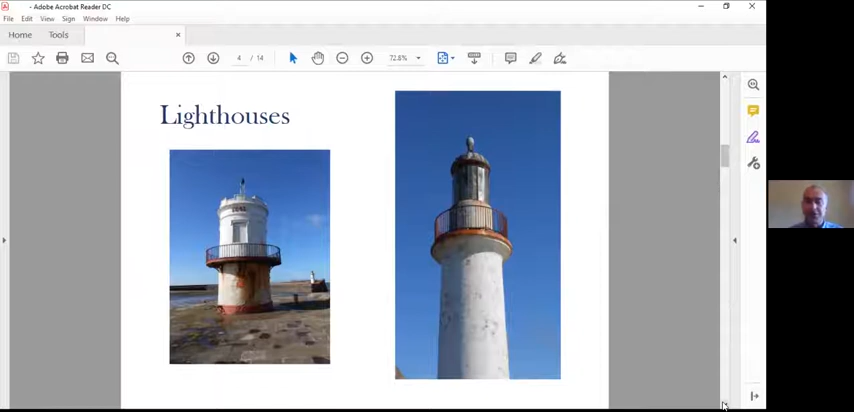 - Adobe Acrobat Reader DC
File Edit View Sign Window Help
Home Tools
4 / 14
72.8%
Lighthouses